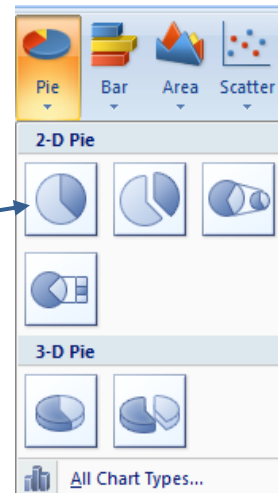 Pie Bar Area Scatter
2-D Pie
3-D Pie
All Chart Types...